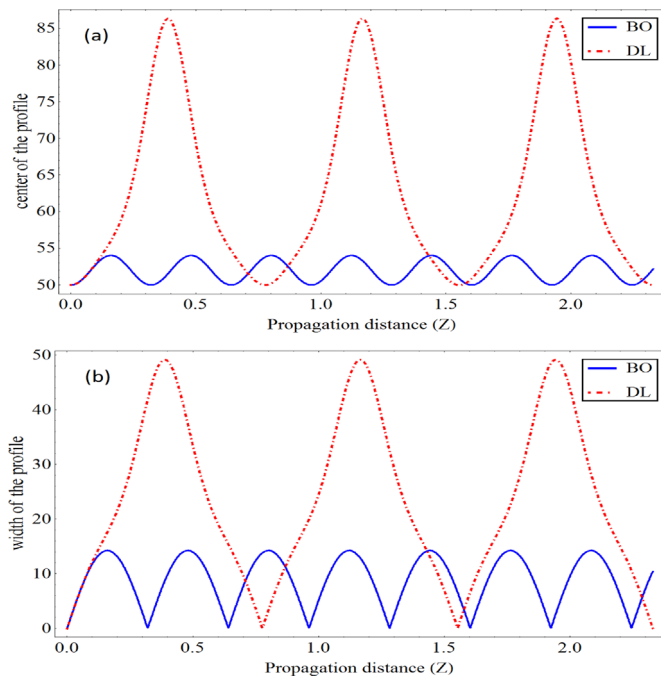 (a)
BO
DL
center of the profile
85
80
75
70
65
60
55
50
0.0 0.5 1.0 1.5 2.0
Propagation distance (Z)
(b)
BO
DL
width of the profile
50
40
30
20
10
0
0.0 0.5 1.0 1.5 2.0
Propagation distance (Z)